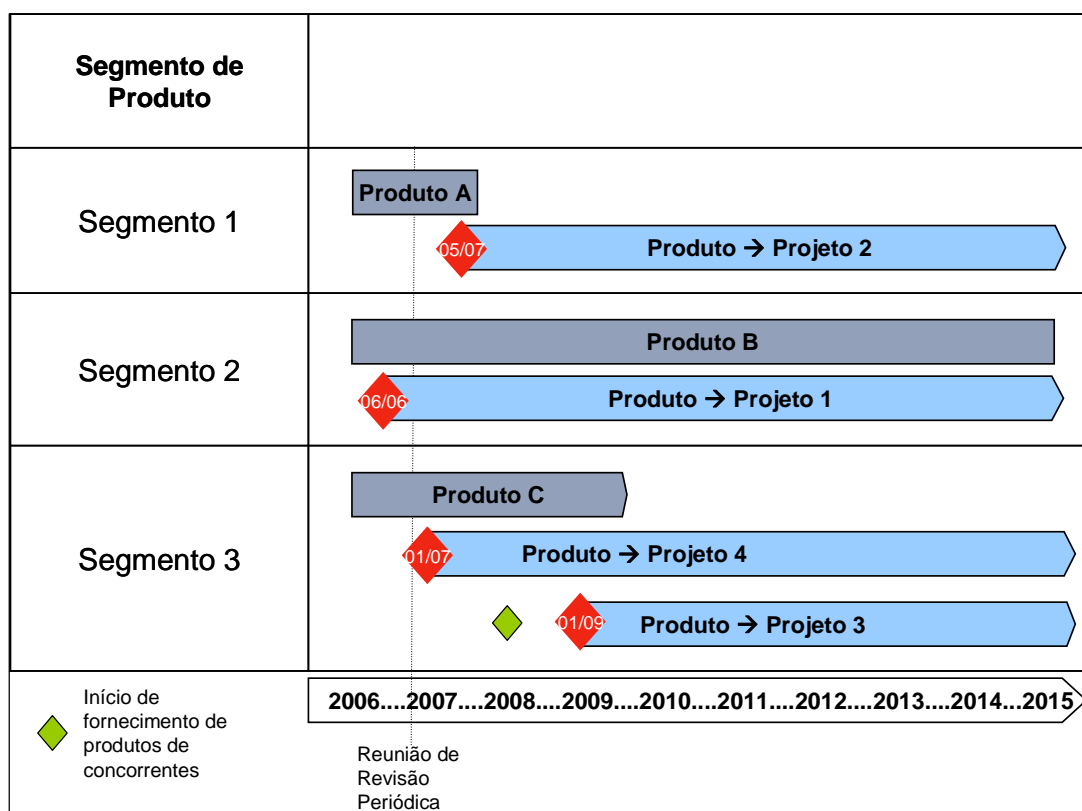 Segmento de
Produto
Segmento 1
Produto A
05/07
Produto → Projeto 2
Segmento 2
Produto B
06/06
Produto → Projeto 1
Segmento 3
Produto C
01/07
Produto → Projeto 4
01/09
Produto → Projeto 3
Início de
fornecimento de
produtos de
concorrentes
2006....2007....2008....2009....2010....2011....2012....2013....2014...2015
Reunião de
Revisão
Periódica